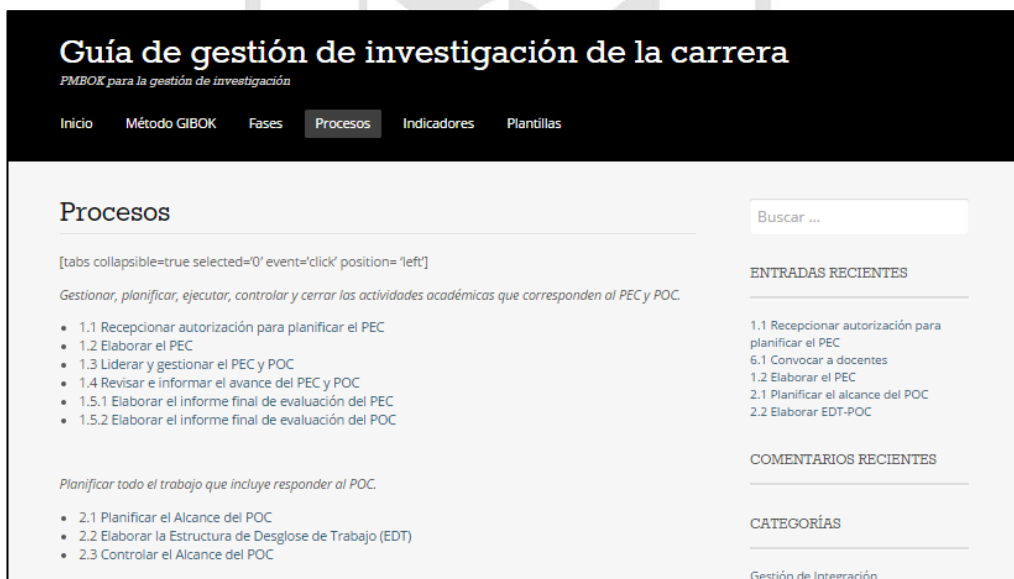 Guía de gestión de investigación de la carrera
PMBOK para la gestión de investigación
Inicio Método GIBOK Fases Procesos Indicadores Plantillas
Procesos
[tabs collapsible=true selected='0' event='click' position= 'left']
Gestionar, planificar, ejecutar, controlar y cerrar las actividades académicas que corresponden al PEC y POC.
1.1 Recepcionar autorización para planificar el PEC
1.2 Elaborar el PEC
1.3 Liderar y gestionar el PEC y POC
1.4 Revisar e informar el avance del PEC y POC
1.5.1 Elaborar el informe final de evaluación del PEC
1.5.2 Elaborar el informe final de evaluación del POC
Planificar todo el trabajo que incluye responder al POC.
2.1 Planificar el Alcance del POC
2.2 Elaborar la Estructura de Desglose de Trabajo (EDT)
2.3 Controlar el Alcance del POC
Buscar ...
ENTRADAS RECIENTES
1.1 Recepcionar autorización para
planificar el PEC
6.1 Convocar a docentes
1.2 Elaborar el PEC
2.1 Planificar el alcance del POC
2.2 Elaborar EDT-POC
COMENTARIOS RECIENTES
CATEGORÍAS
Gestión de Integración